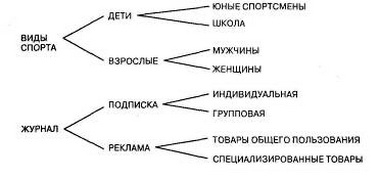 ВИДЫ
СПОРТА
ДЕТИ
ЮНЫЕ СПОРТСМЕНЫ
ШКОЛА
ВЗРОСЛЫЕ
МУЖЧИНЫ
ЖЕНЩИНЫ
ЖУРНАЛ
ПОДПИСКА
ИНДИВИДУАЛЬНАЯ
ГРУППОВАЯ
РЕКЛАМА
ТОВАРЫ ОБЩЕГО ПОЛЬЗОВАНИЯ
СПЕЦИАЛИЗИРОВАННЫЕ ТОВАРЫ